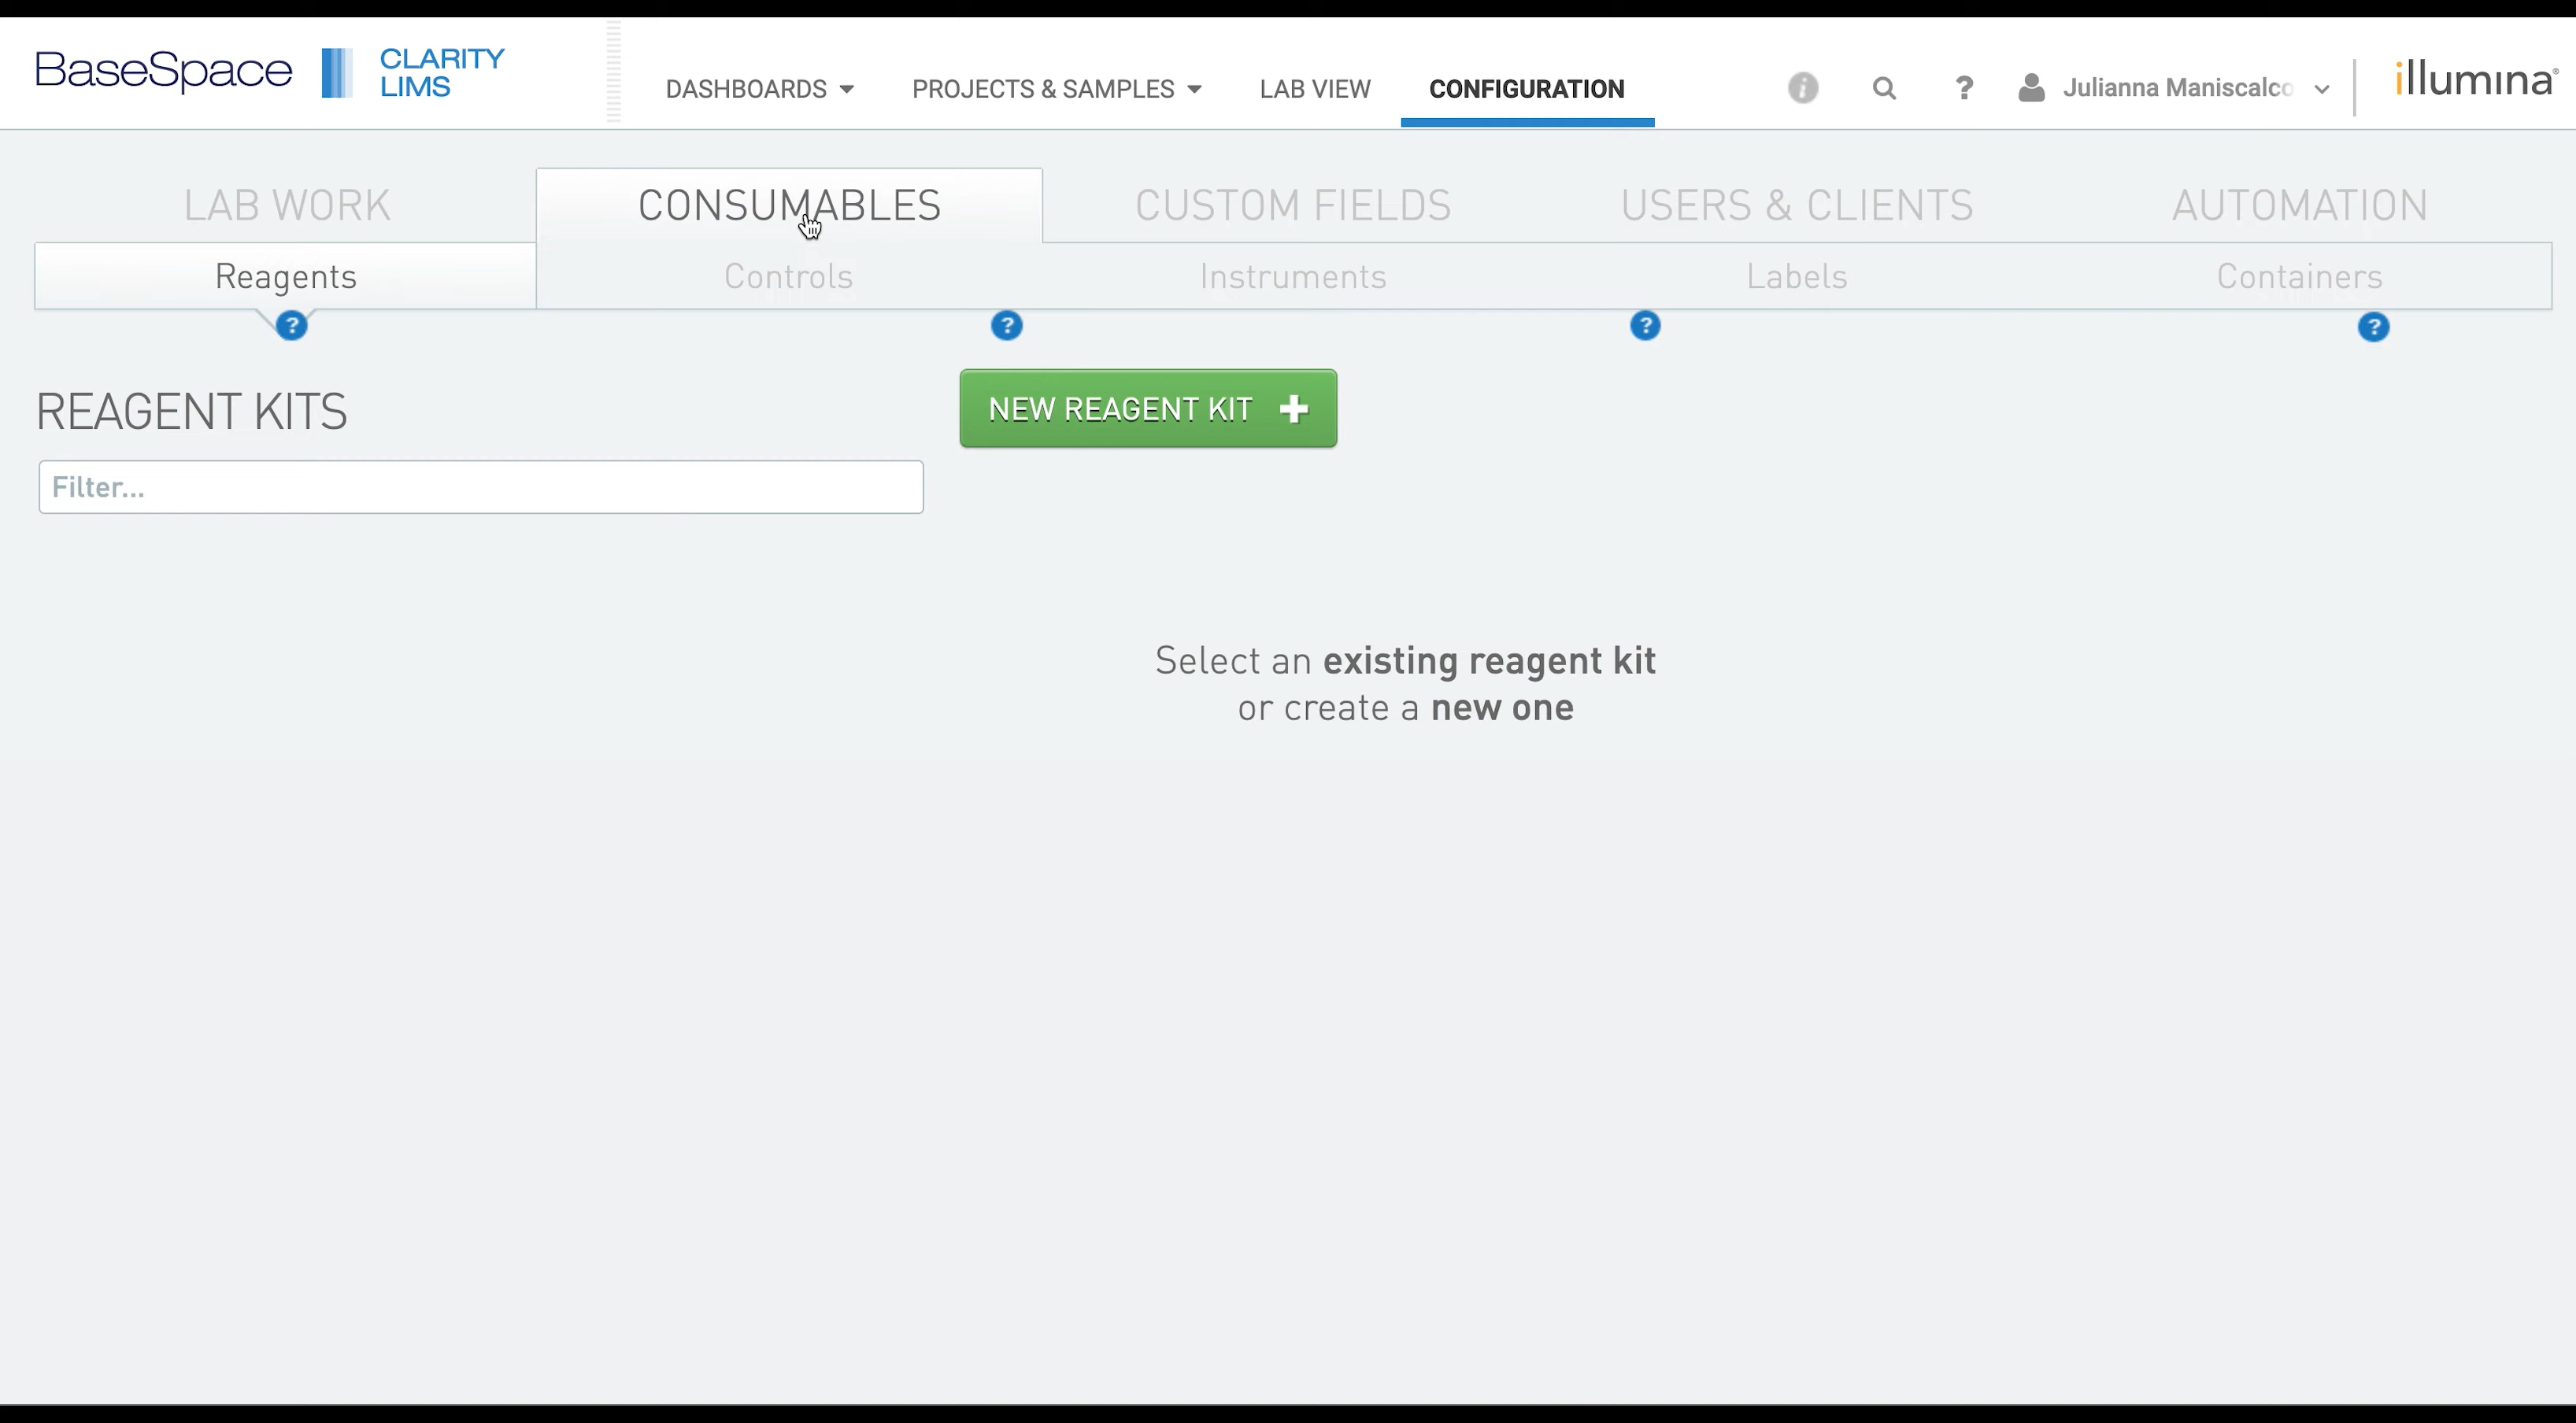 BaseSpace
CLARITY
LIMS
DASHBOARDS
PROJECTS & SAMPLES
LAB VIEW
CONFIGURATION
i
?
Julianna Maniscalco
illumina®
LAB WORK
CONSUMABLES
CUSTOM FIELDS
USERS & CLIENTS
AUTOMATION
Reagents
Controls
Instruments
Labels
Containers
?
?
?
?
REAGENT KITS
NEW REAGENT KIT +
Filter...
Select an existing reagent kit
or create a new one